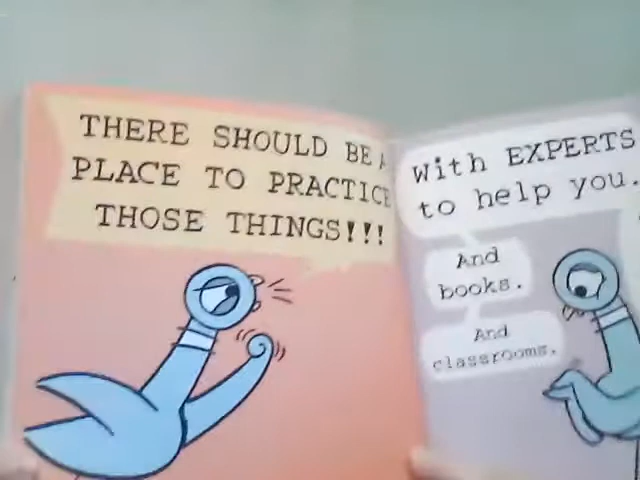 THERE SHOULD BE A
PLACE TO PRACTICE
THOSE THINGS!!!
With EXPERTS
to help you.
And
books.
And
classrooms.